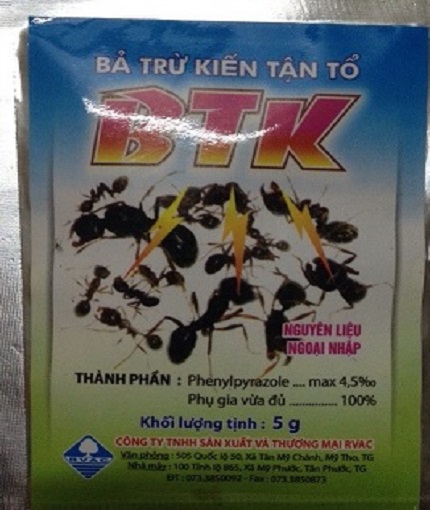 BẢ TRỪ KIẾN TẬN TỔ
BTK
NGUYÊN LIỆU
NGOẠI NHẬP
THÀNH PHẦN : Phenylpyrazole .... max 4,5‰
Phụ gia vừa đủ .............. 100%
Khối lượng tịnh : 5 g
CÔNG TY TNHH SẢN XUẤT VÀ THƯƠNG MẠI RVAC
Văn phòng : 505 Quốc lộ 50, Xã Tân Mỹ Chánh, Mỹ Tho, TG
Nhà máy : 100 Tỉnh lộ 865, Xã Mỹ Phước, Tân Phước, TG
ĐT : 073.3850092 - Fax : 073.3850873
RVAC